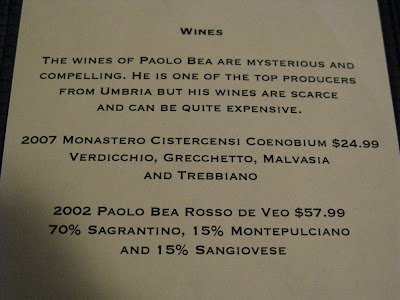 Wines
The wines of Paolo Bea are mysterious and
compelling. He is one of the top producers
from Umbria but his wines are scarce
and can be quite expensive.
2007 Monastero Cistercensi Coenobium $24.99
Verdicchio, Grecchetto, Malvasia
and Trebbiano
2002 Paolo Bea Rosso de Veo $57.99
70% Sagrantino, 15% Montepulciano
and 15% Sangiovese